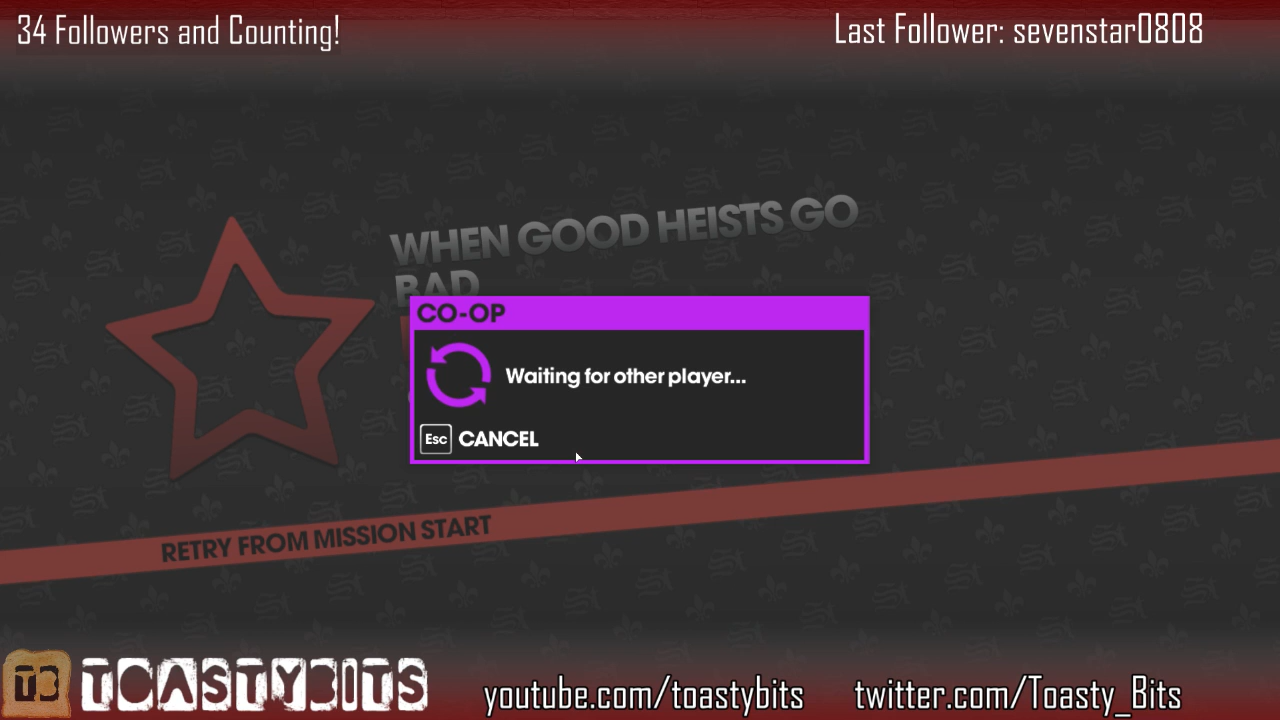 34 Followers and Counting!
Last Follower: sevenstar0808
WHEN GOOD HEISTS GO
BAD
CO-OP
Waiting for other player...
Esc CANCEL
RETRY FROM MISSION START
TB TOASTYBITS
youtube.com/toastybits
twitter.com/Toasty_Bits